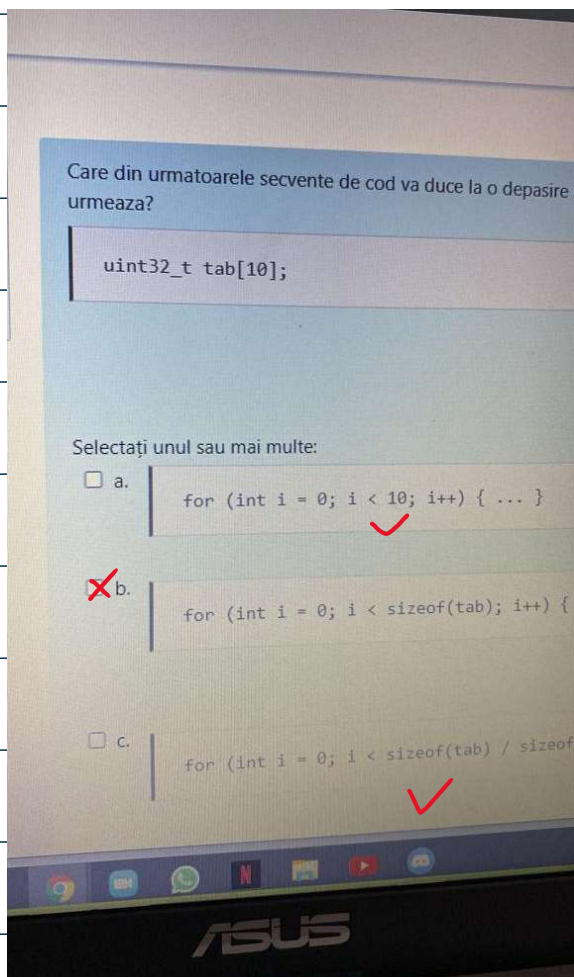 Care din urmatoarele secvente de cod va duce la o depasire
urmeaza?
uint32_t tab[10];
Selectați unul sau mai multe:
a.
for (int i = 0; i < 10; i++) { ... }
b.
for (int i = 0; i < sizeof(tab); i++) {
c.
for (int i = 0; i < sizeof(tab) / sizeof
N
ASUS